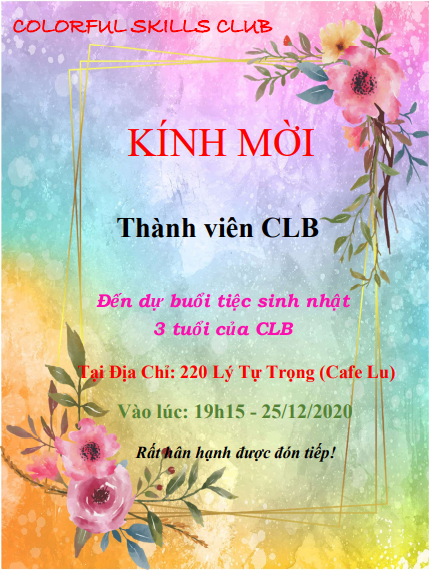 COLORFUL SKILLS CLUB
KÍNH MỜI
Thành viên CLB
Đến dự buổi tiệc sinh nhật
3 tuổi của CLB
Tại Địa Chỉ: 220 Lý Tự Trọng (Cafe Lu)
Vào lúc: 19h15 - 25/12/2020
Rất hân hạnh được đón tiếp!